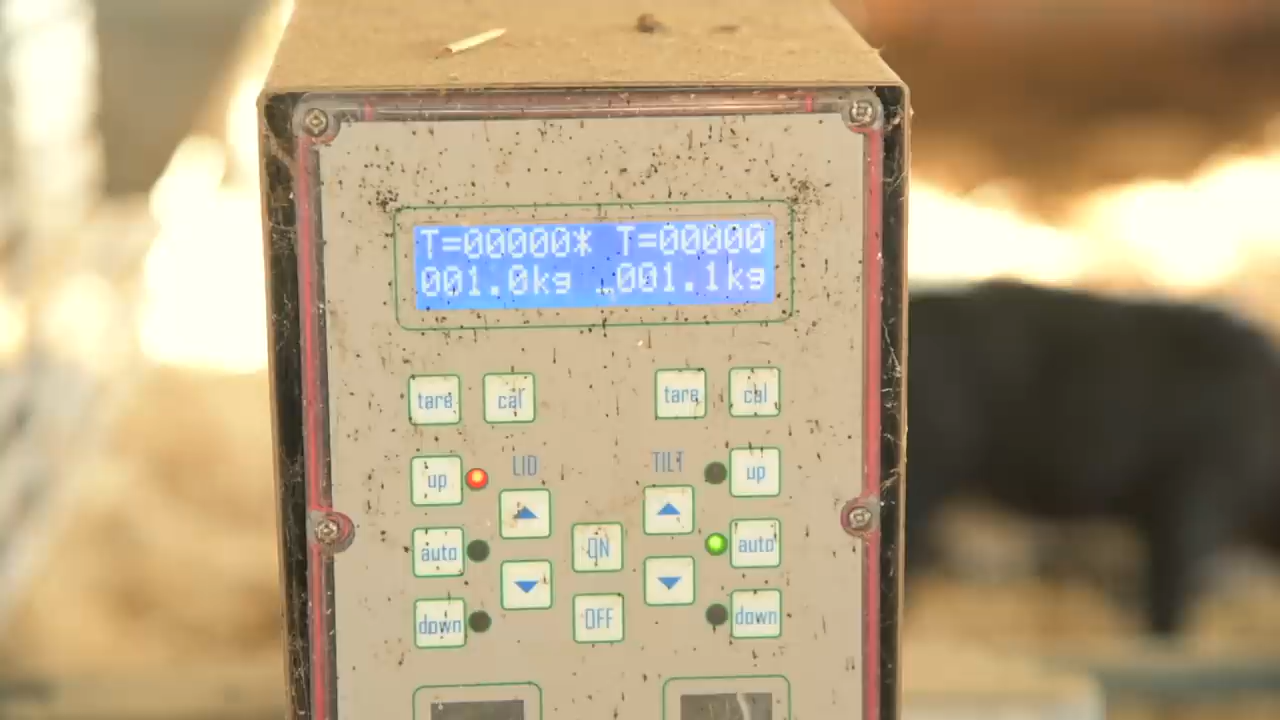 T=00000* T=00000
001.0kg 001.1kg
tare cal tare cal
LID TILT
up up
auto ON auto
down OFF down